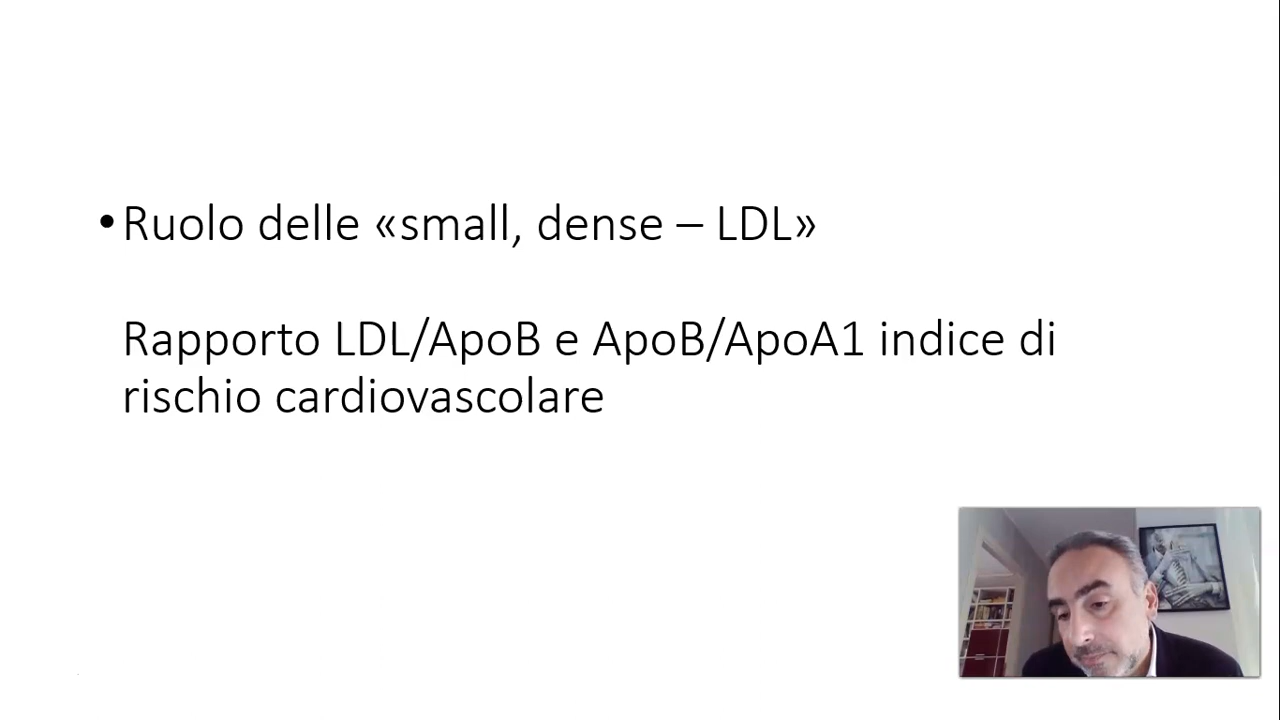 •Ruolo delle «small, dense – LDL»
Rapporto LDL/ApoB e ApoB/ApoA1 indice di
rischio cardiovascolare